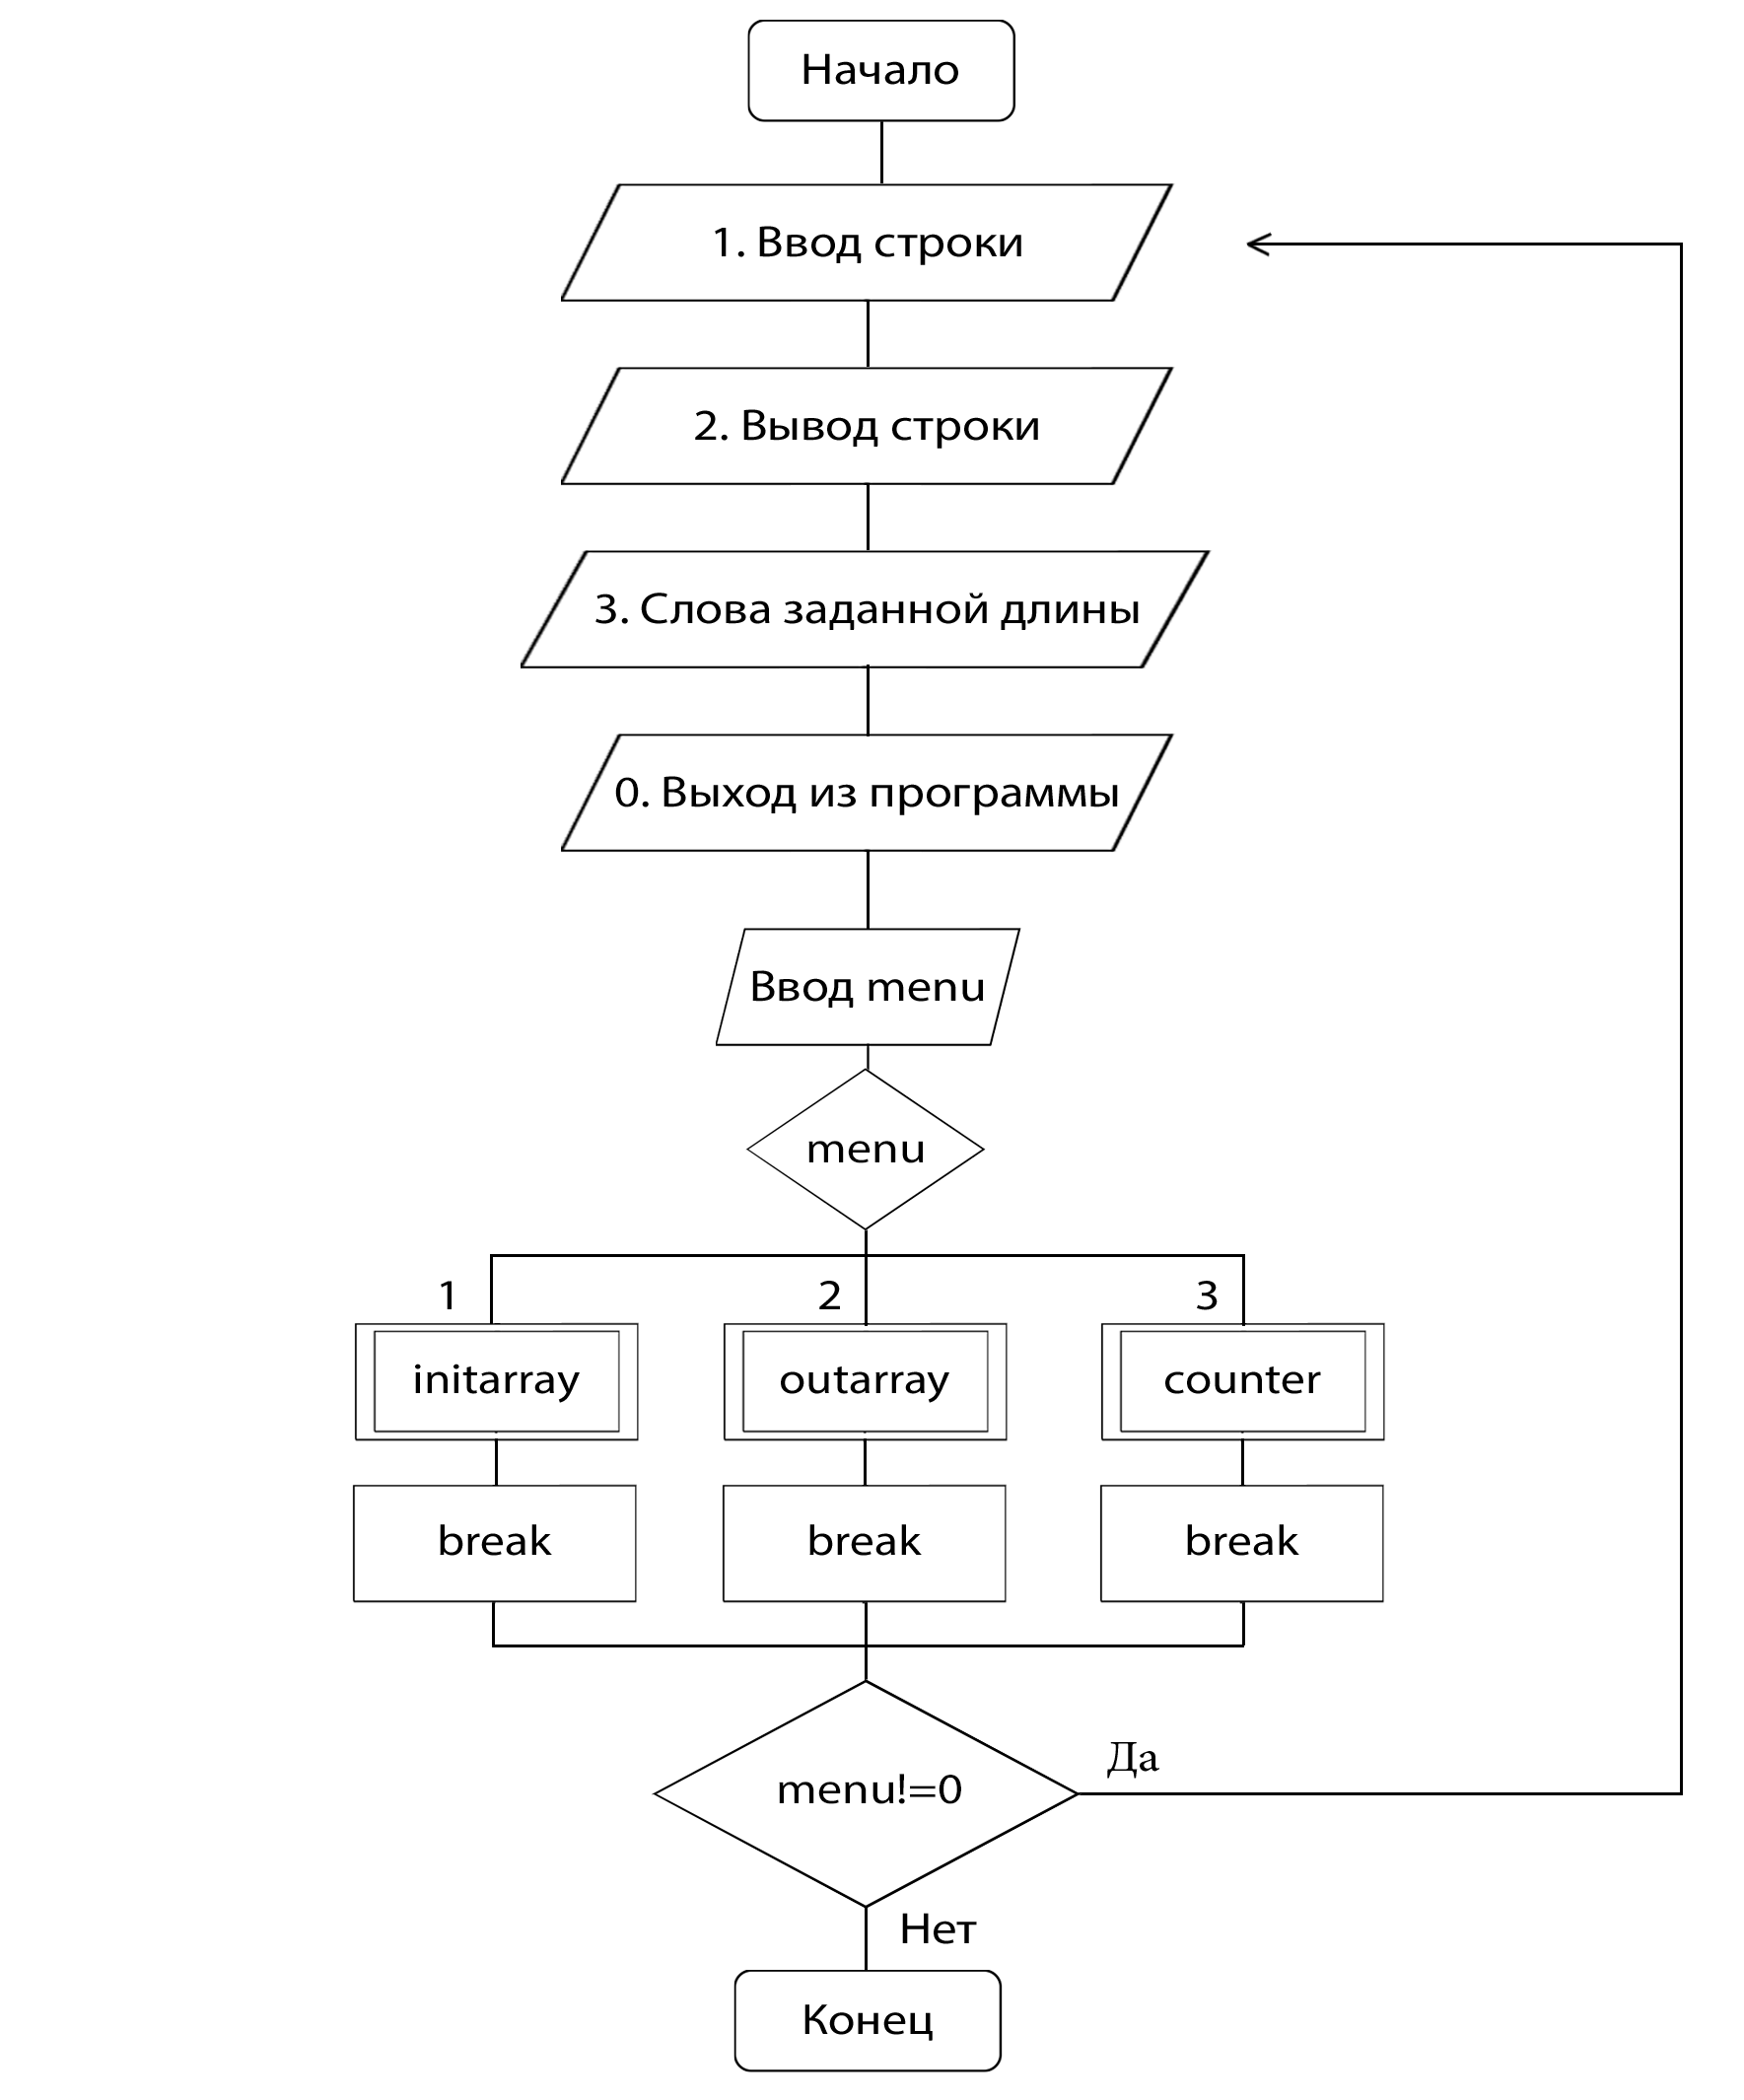 Начало
1. Ввод строки
2. Вывод строки
3. Слова заданной длины
0. Выход из программы
Ввод menu
menu
1
2
3
initarray
outarray
counter
break
break
break
menu!=0
Да
Нет
Конец